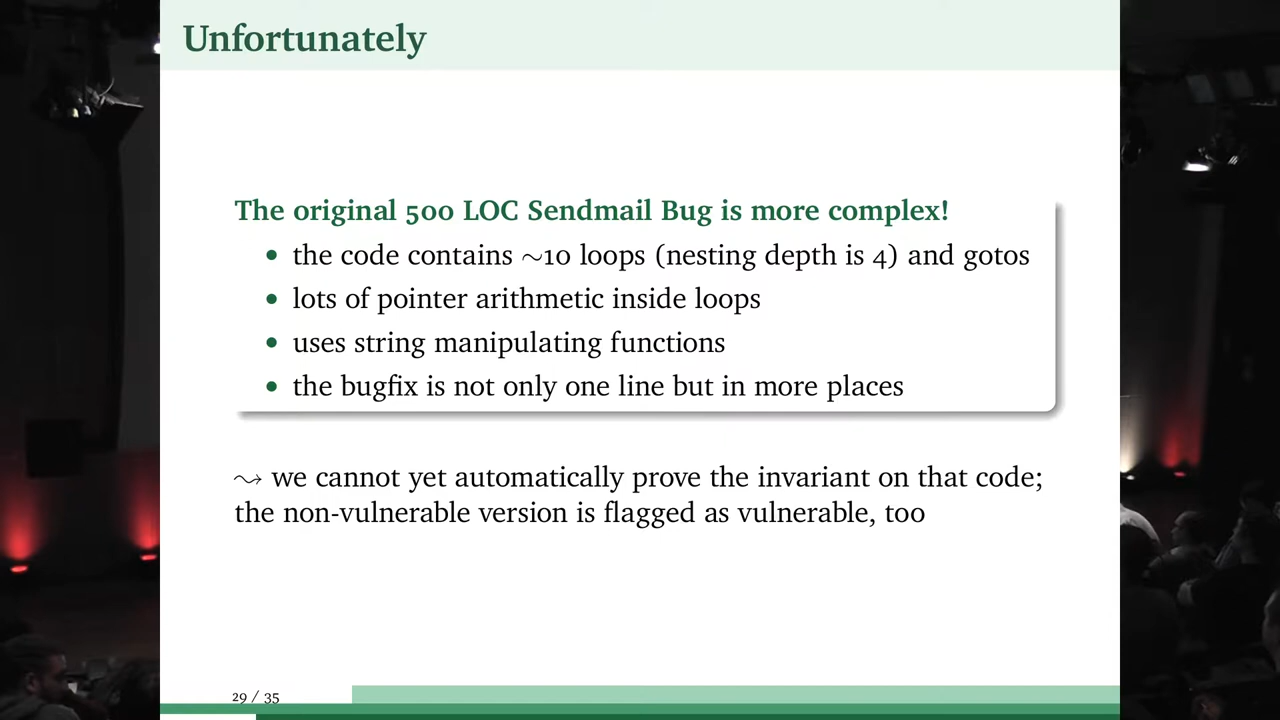 Unfortunately
The original 500 LOC Sendmail Bug is more complex!
• the code contains ~10 loops (nesting depth is 4) and gotos
• lots of pointer arithmetic inside loops
• uses string manipulating functions
• the bugfix is not only one line but in more places
⇝ we cannot yet automatically prove the invariant on that code;
the non-vulnerable version is flagged as vulnerable, too
29 / 35